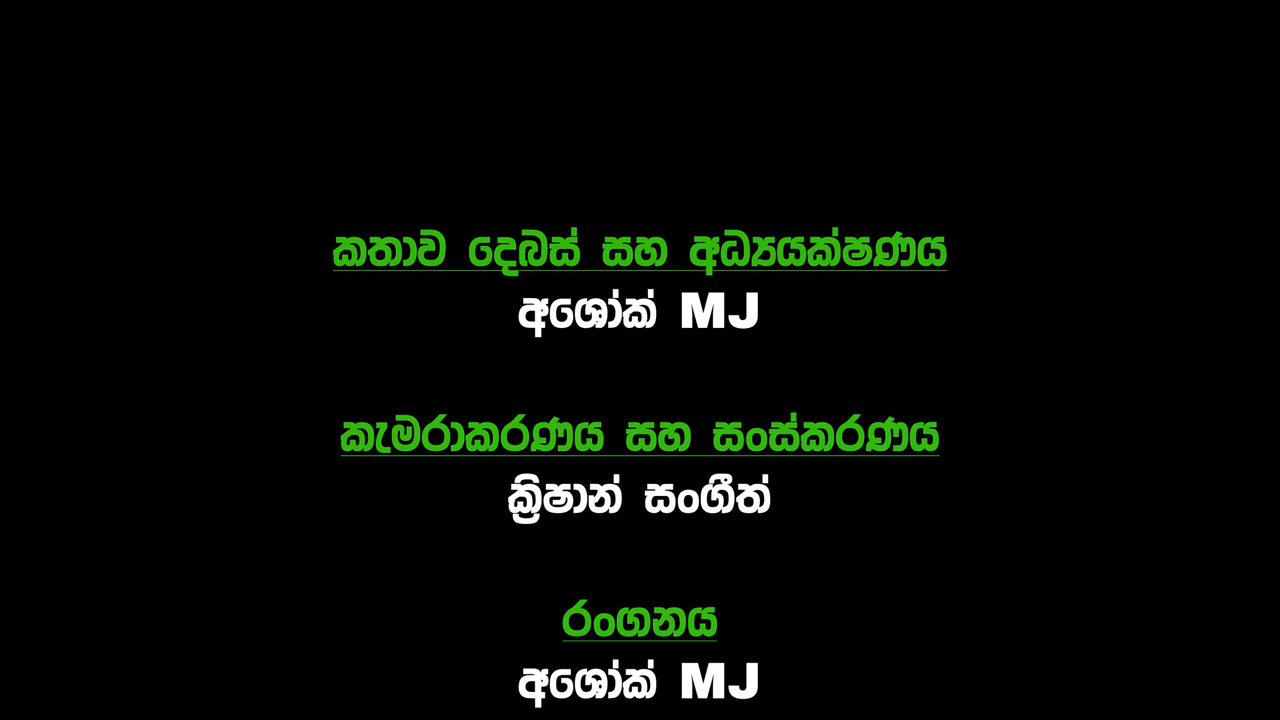 කතාව දෙබස් සහ අධ්‍යයක්ෂණය
අශෝක් MJ
කැමරාකරණය සහ සංස්කරණය
ක්‍රිෂාන් සංගීත්
රංගනය
අශෝක් MJ